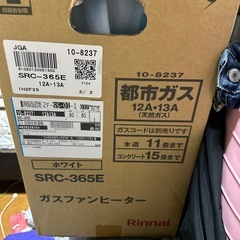 JGA
10-8237
SRC-365E
12A・13A
10-8237
都市ガス
12A・13A
(天然ガス)
ガスコードは別売りです
木造 11畳まで
コンクリート 15畳まで
ホワイト
SRC-365E
ガスファンヒーター
Rinnai